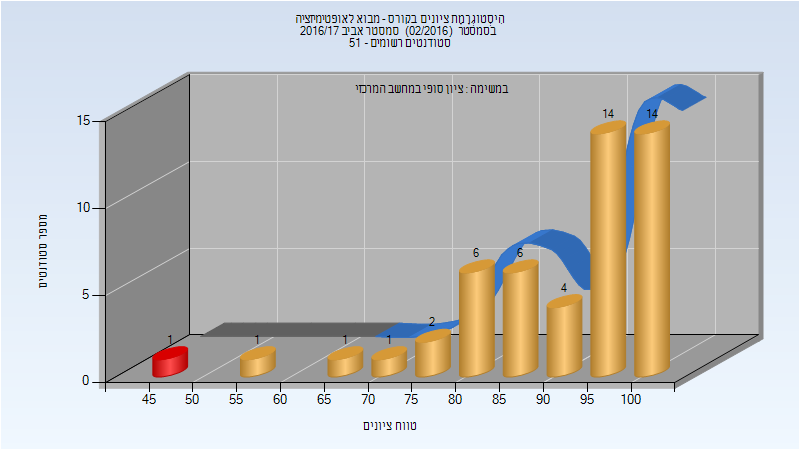 היסטוגרמת ציונים בקורס - מבוא לאופטימיזציה
בסמסטר (02/2016) סמסטר אביב 2016/17
סטודנטים רשומים - 51
במשימה : ציון סופי במחשב המרכזי
מספר סטודנטים
15
10
5
0
1
1
1
1
2
6
6
4
14
14
45 50 55 60 65 70 75 80 85 90 95 100
טווח ציונים